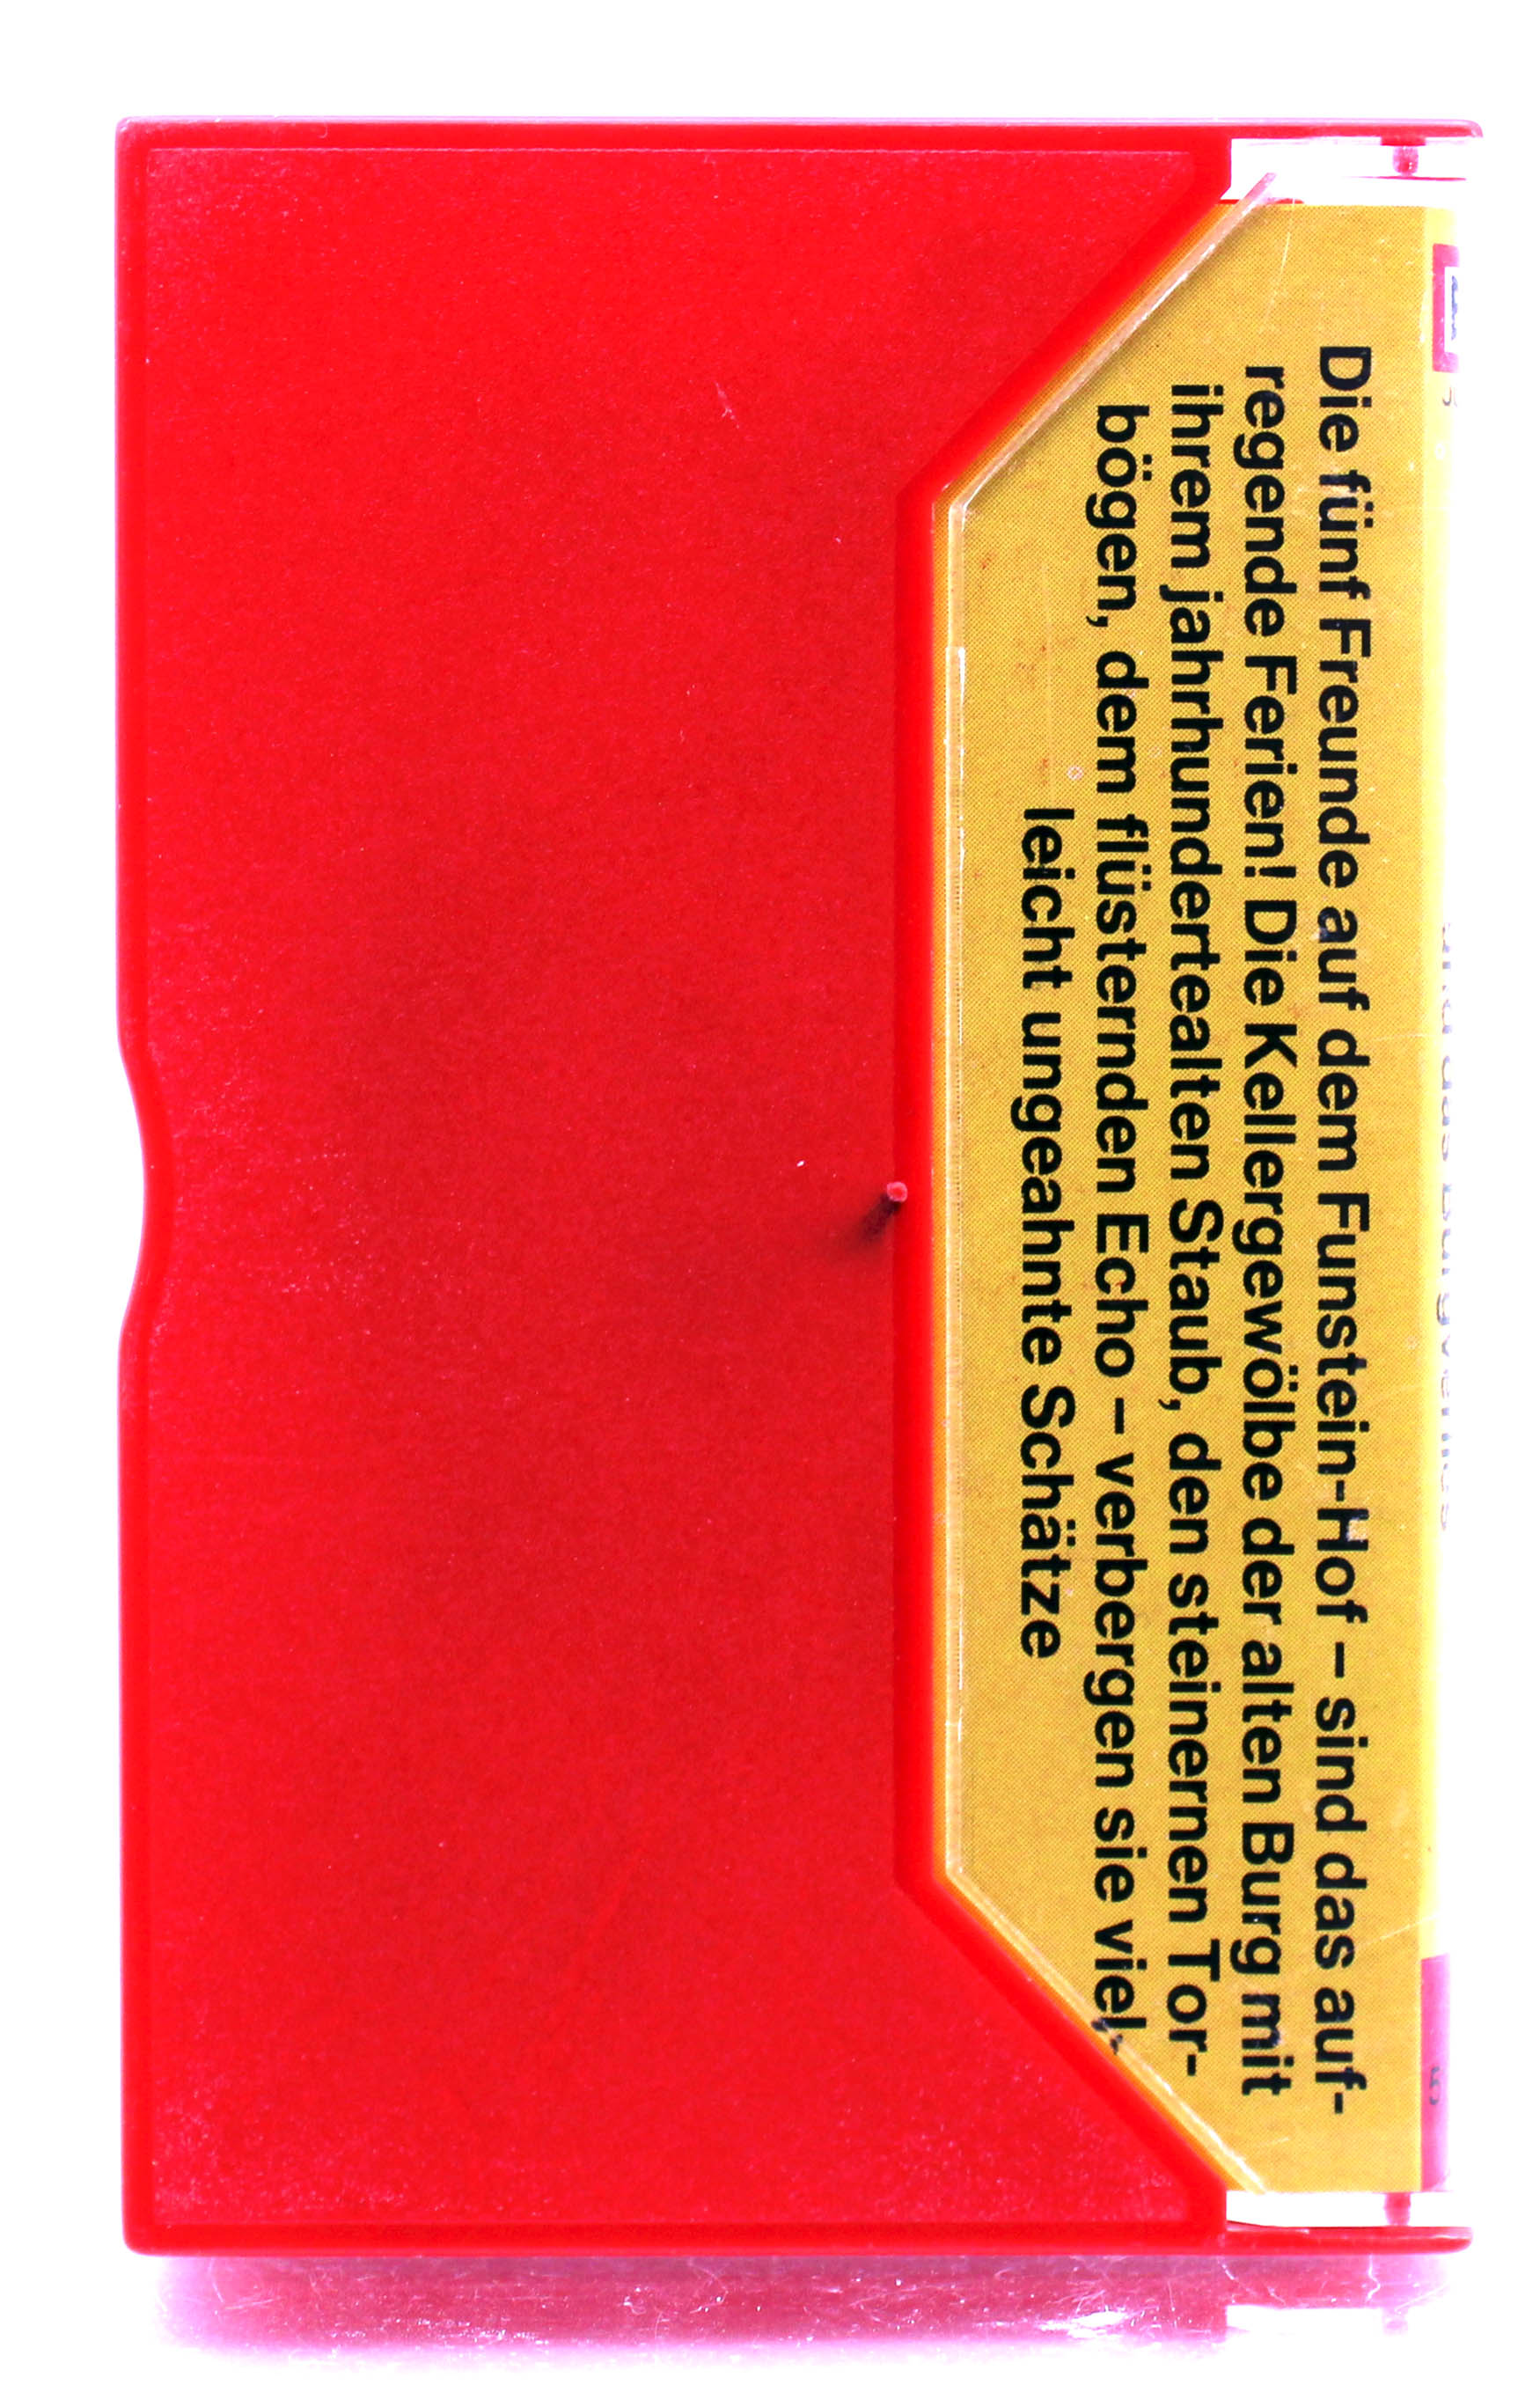 Die fünf Freunde auf dem Funstein-Hof – sind das auf-
regende Ferien! Die Kellergewölbe der alten Burg mit
ihrem jahrhundertealten Staub, den steinernen Tor-
bögen, dem flüsternden Echo – verbergen sie viel-
leicht ungeahnte Schätze